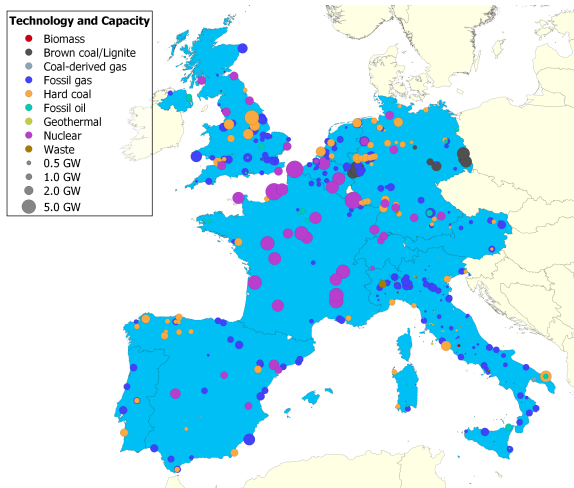 Technology and Capacity
Biomass
Brown coal/Lignite
Coal-derived gas
Fossil gas
Hard coal
Fossil oil
Geothermal
Nuclear
Waste
0.5 GW
1.0 GW
2.0 GW
5.0 GW